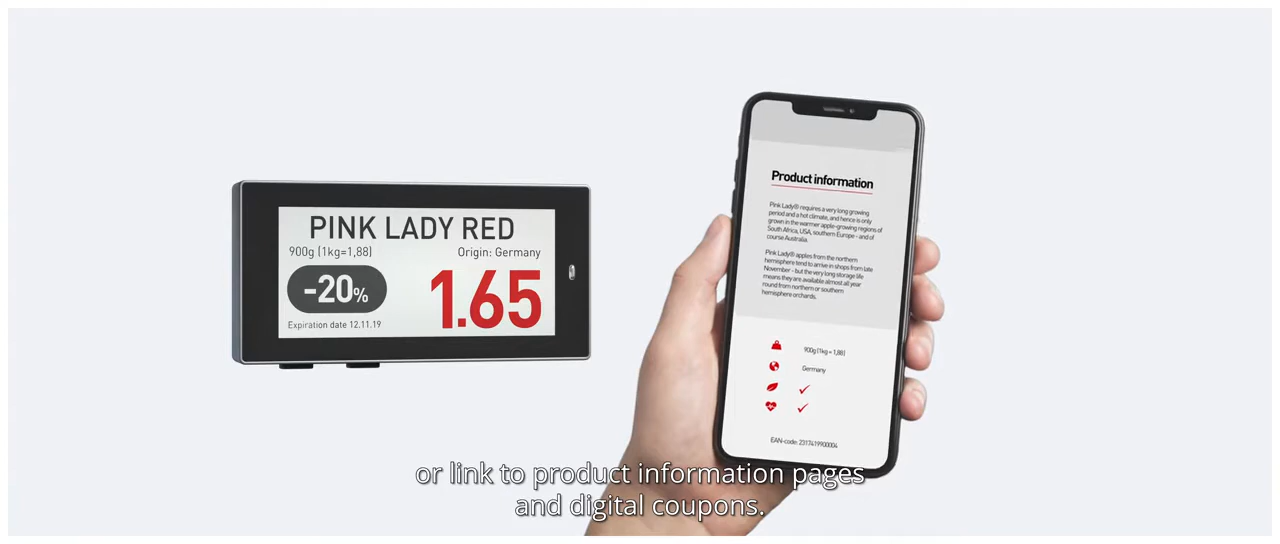 PINK LADY RED
900g (1kg=1,88)
Origin: Germany
-20%
1.65
Expiration date 12.11.19
Product information
Pink Lady® requires a very long growing
period and a hot climate, and hence is only
grown in the warmer apple-growing regions of
South Africa, USA, southern Europe - and of
course Australia.
Pink Lady® apples from the northern
hemisphere tend to arrive in shops from late
November - but the very long storage life
means they are available almost all year
round from northern or southern
hemisphere orchards.
900g (1kg = 1,88)
Germany
EAN-code: 2317419900004
or link to product information pages
and digital coupons.